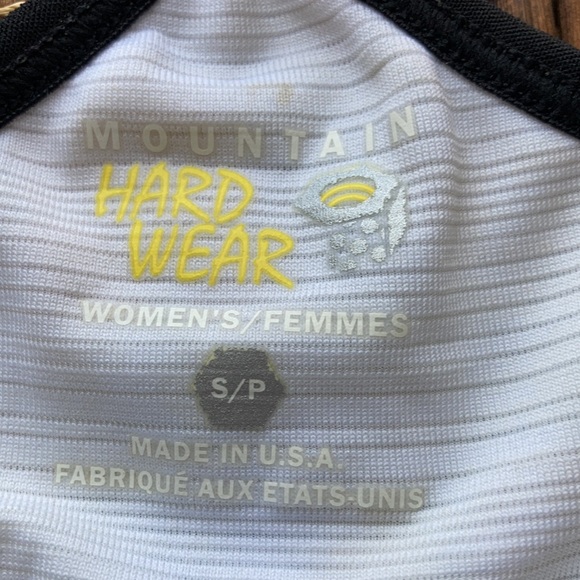 MOUNTAIN
HARD
WEAR
WOMEN'S/FEMMES
S/P
MADE IN U.S.A.
FABRIQUÉ AUX ETATS-UNIS